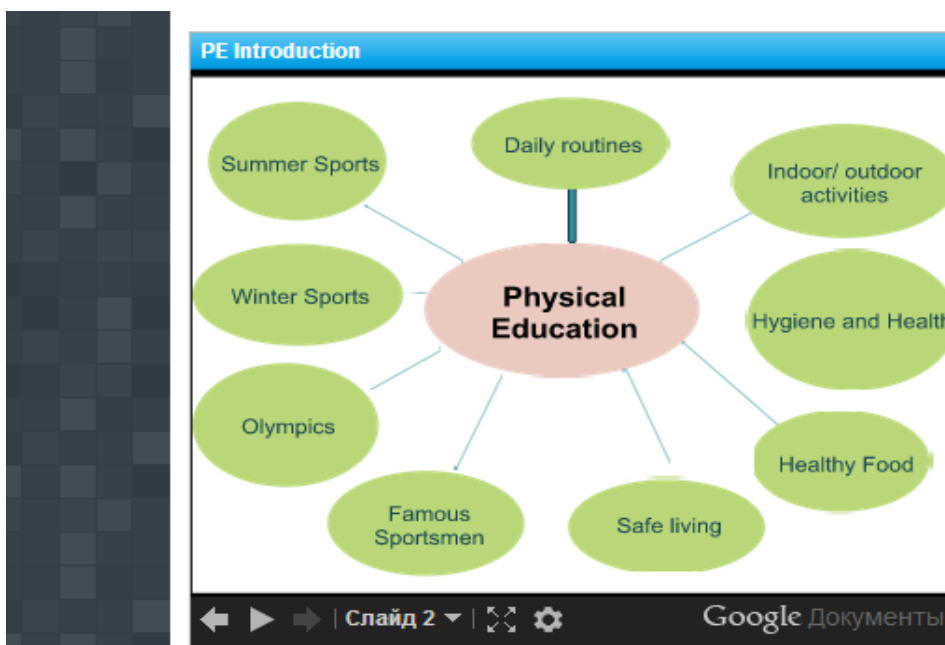 PE Introduction
Daily routines
Summer Sports
Indoor/ outdoor
activities
Winter Sports
Physical
Education
Hygiene and Health
Olympics
Healthy Food
Famous
Sportsmen
Safe living
Слайд 2
Google Документы